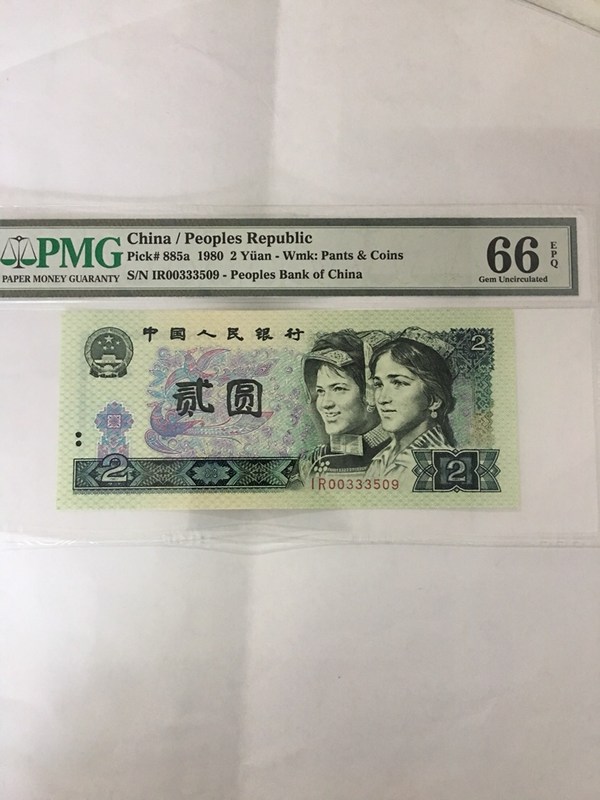 PMG
PAPER MONEY GUARANTY
China / Peoples Republic
Pick# 885a 1980 2 Yüan - Wmk: Pants & Coins
S/N IR00333509 - Peoples Bank of China
66 EPQ
Gem Uncirculated
中国人民银行
2
贰圆
2
2
IR00333509